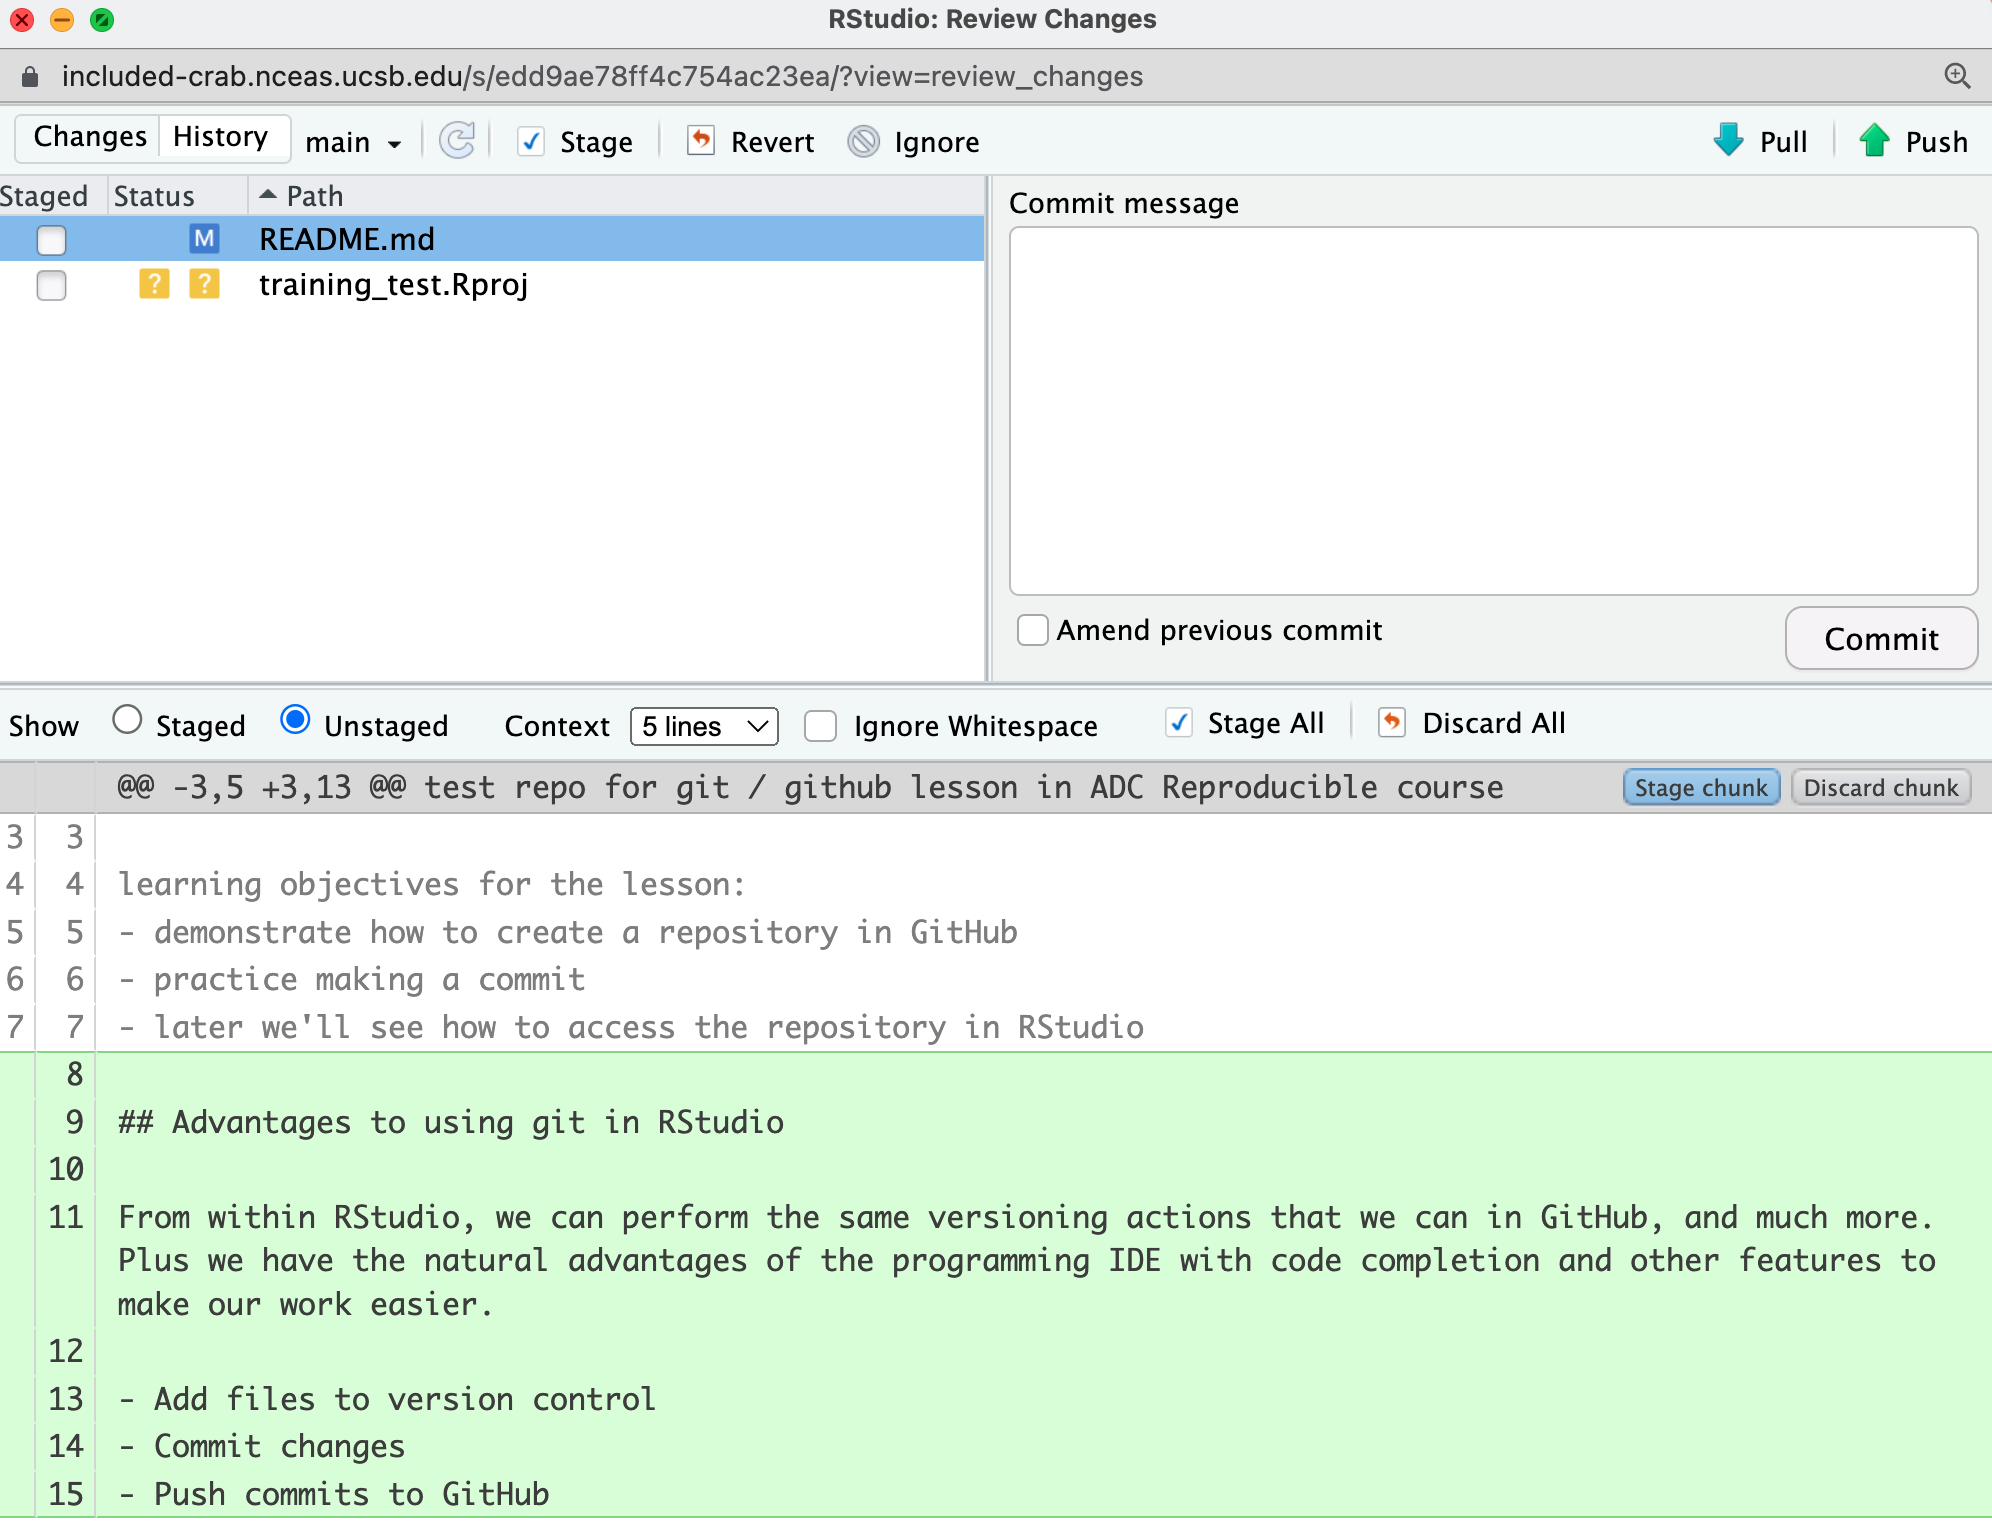 RStudio: Review Changes
included-crab.nceas.ucsb.edu/s/edd9ae78ff4c754ac23ea/?view=review_changes
Changes History main Stage Revert Ignore Pull Push
Staged Status Path
M README.md
? ? training_test.Rproj
Commit message
Amend previous commit
Commit
Show Staged Unstaged Context 5 lines Ignore Whitespace Stage All Discard All
@@ -3,5 +3,13 @@ test repo for git / github lesson in ADC Reproducible course Stage chunk Discard chunk
3 3
4 4 learning objectives for the lesson:
5 5 - demonstrate how to create a repository in GitHub
6 6 - practice making a commit
7 7 - later we'll see how to access the repository in RStudio
8
9 ## Advantages to using git in RStudio
10
11 From within RStudio, we can perform the same versioning actions that we can in GitHub, and much more.
Plus we have the natural advantages of the programming IDE with code completion and other features to
make our work easier.
12
13 - Add files to version control
14 - Commit changes
15 - Push commits to GitHub